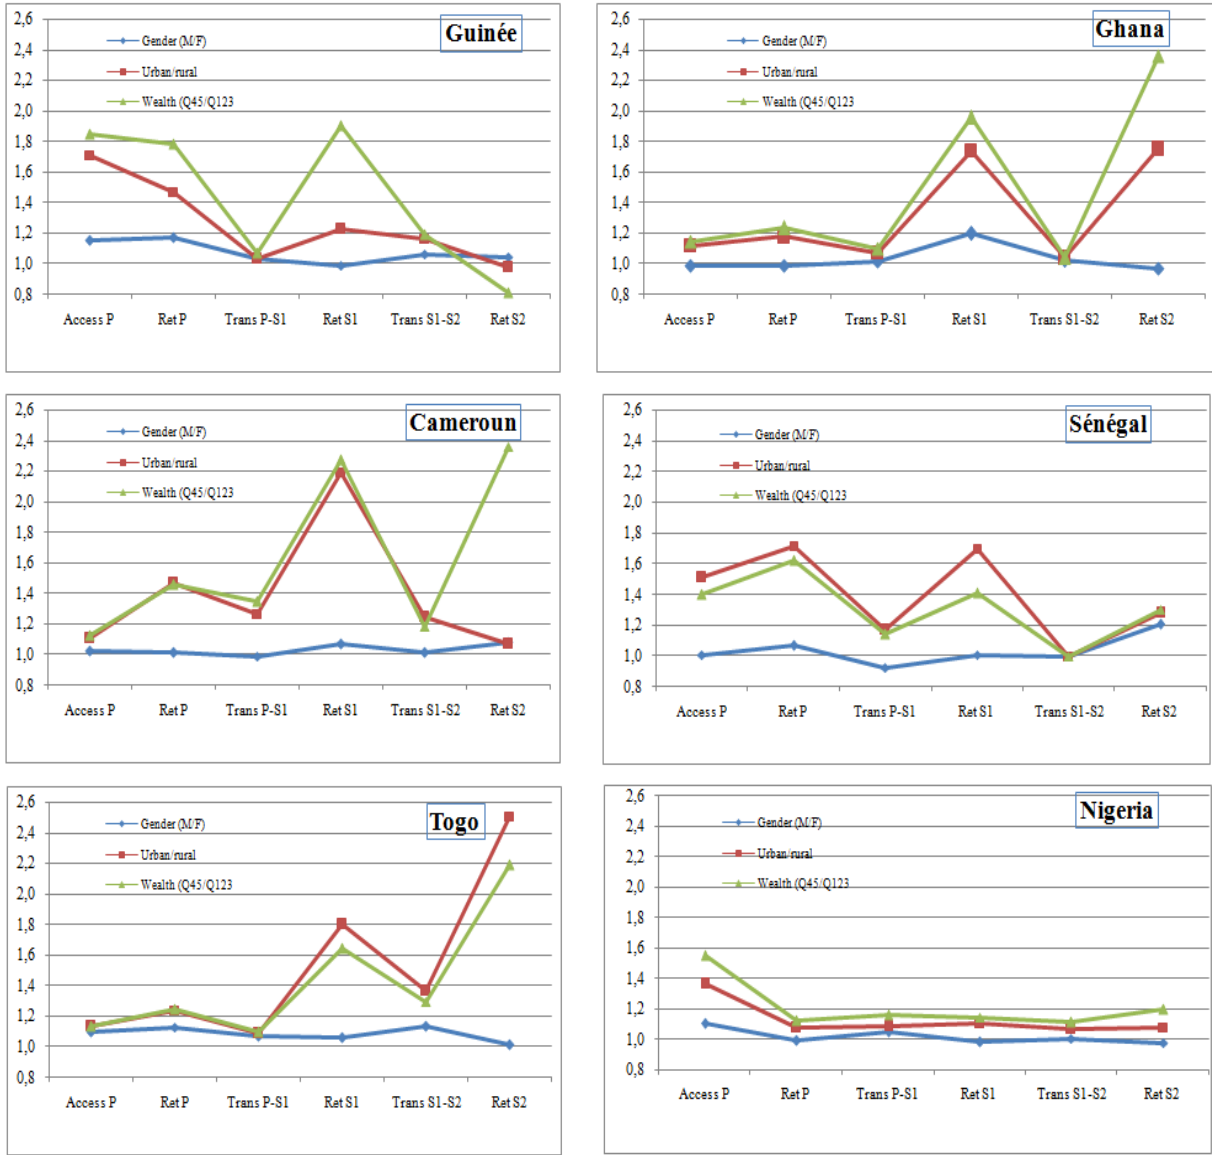 Guinée
2,6
2,4
2,2
2,0
1,8
1,6
1,4
1,2
1,0
0,8
Gender (M/F)
Urban/rural
Wealth (Q45/Q123
Access P Ret P Trans P-S1 Ret S1 Trans S1-S2 Ret S2
Ghana
2,6
2,4
2,2
2,0
1,8
1,6
1,4
1,2
1,0
0,8
Gender (M/F)
Urban/rural
Wealth (Q45/Q123
Access P Ret P Trans P-S1 Ret S1 Trans S1-S2 Ret S2
Cameroun
2,6
2,4
2,2
2,0
1,8
1,6
1,4
1,2
1,0
0,8
Gender (M/F)
Urban/rural
Wealth (Q45/Q123
Access P Ret P Trans P-S1 Ret S1 Trans S1-S2 Ret S2
Sénégal
2,6
2,4
2,2
2,0
1,8
1,6
1,4
1,2
1,0
0,8
Gender (M/F)
Urban/rural
Wealth (Q45/Q123
Access P Ret P Trans P-S1 Ret S1 Trans S1-S2 Ret S2
Togo
2,6
2,4
2,2
2,0
1,8
1,6
1,4
1,2
1,0
0,8
Gender (M/F)
Urban/rural
Wealth (Q45/Q123
Access P Ret P Trans P-S1 Ret S1 Trans S1-S2 Ret S2
Nigeria
2,6
2,4
2,2
2,0
1,8
1,6
1,4
1,2
1,0
0,8
Gender (M/F)
Urban/rural
Wealth (Q45/Q123
Access P Ret P Trans P-S1 Ret S1 Trans S1-S2 Ret S2